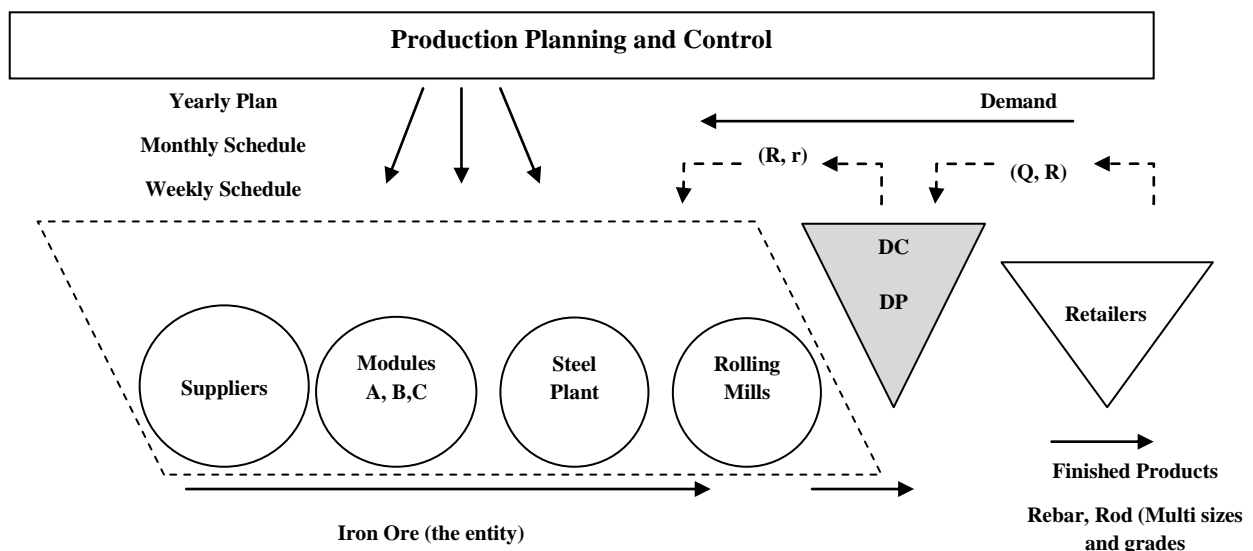 Production Planning and Control
Yearly Plan
Demand
Monthly Schedule
(R, r)
(Q, R)
Weekly Schedule
DC
DP
Retailers
Suppliers
Modules
A, B,C
Steel
Plant
Rolling
Mills
Finished Products
Iron Ore (the entity)
Rebar, Rod (Multi sizes
and grades